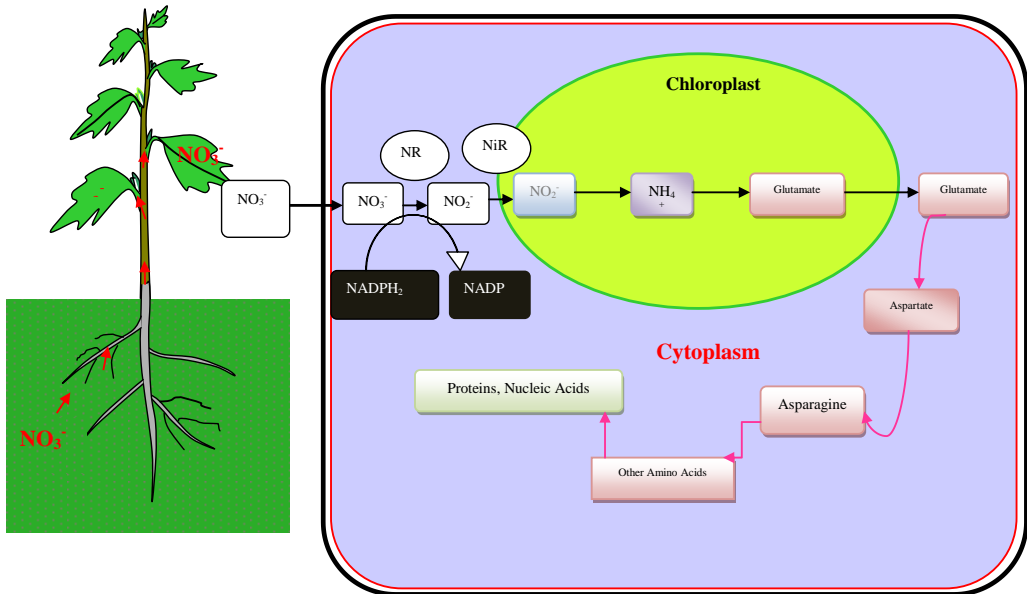 Chloroplast
NR
NiR
NO₃⁻
NO₃⁻
NO₃⁻
NO₂⁻
NO₂⁻
NH₄
+
Glutamate
Glutamate
-
NADPH₂
NADP
Aspartate
Cytoplasm
Proteins, Nucleic Acids
Asparagine
NO₃⁻
Other Amino Acids